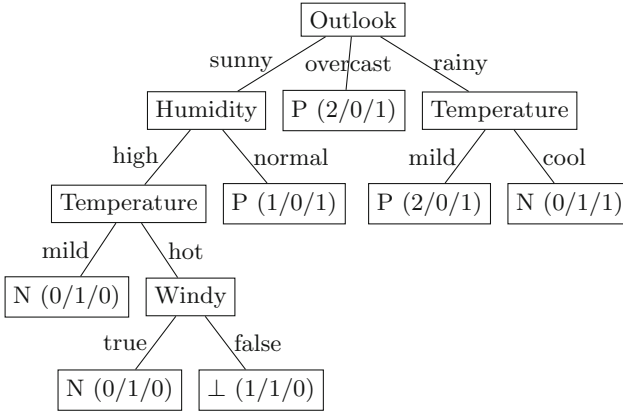 Outlook
sunny overcast rainy
Humidity P (2/0/1) Temperature
high normal mild cool
Temperature P (1/0/1) P (2/0/1) N (0/1/1)
mild hot
N (0/1/0) Windy
true false
N (0/1/0) ⊥ (1/1/0)